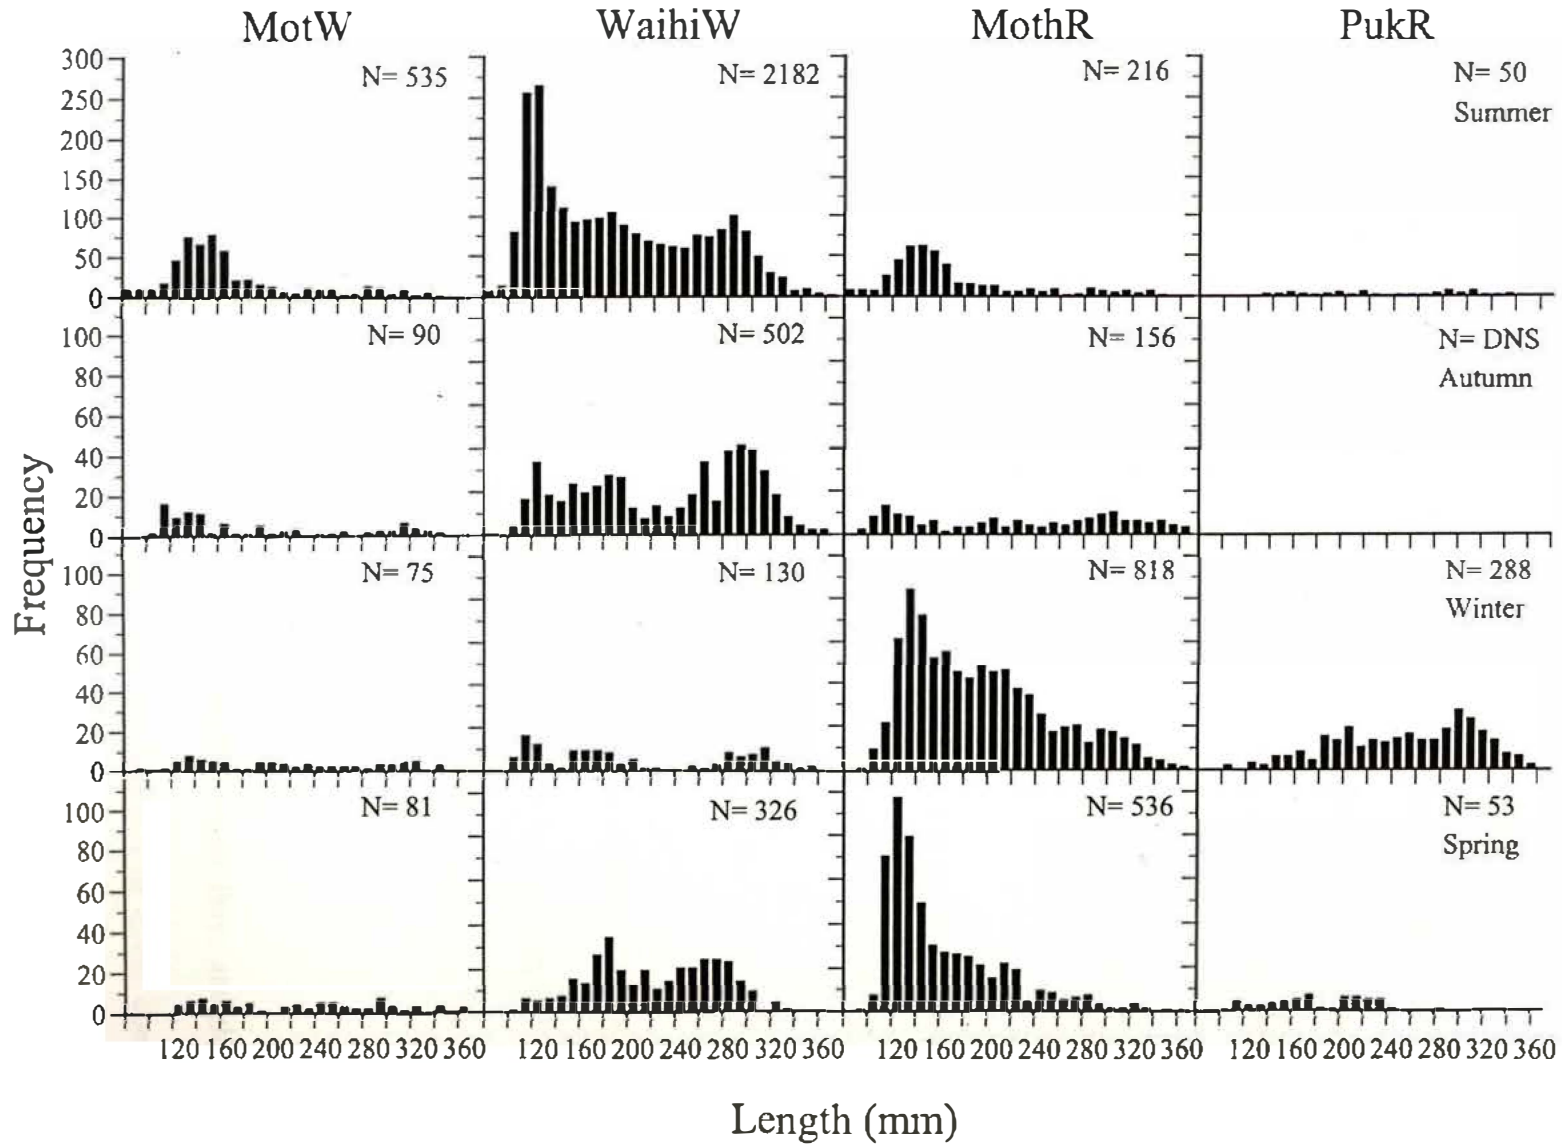 MotW WaihiW MothR PukR
300 N= 535 N= 2182 N= 216 N= 50
250 Summer
200
150
100
50
0
100 N= 90 N= 502 N= 156 N= DNS
80 Autumn
60
40
20
0
100 N= 75 N= 130 N= 818 N= 288
80 Winter
60
40
20
0
100 N= 81 N= 326 N= 536 N= 53
80 Spring
60
40
20
0
Frequency
120 160 200 240 280 320 360 120 160 200 240 280 320 360 120 160 200 240 280 320 360 120 160 200 240 280 320 360
Length (mm)